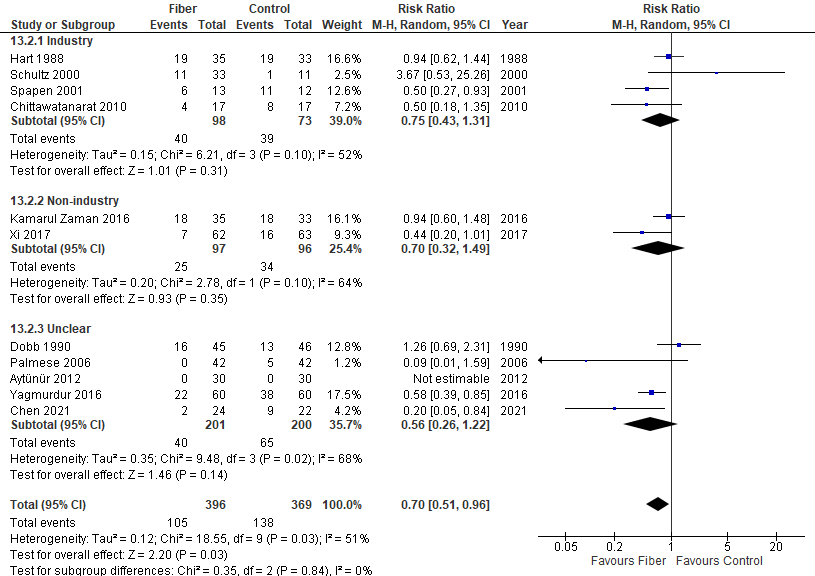 Fiber Control Risk Ratio Risk Ratio
Study or Subgroup Events Total Events Total Weight M-H, Random, 95% CI Year M-H, Random, 95% CI
13.2.1 Industry
Hart 1988 19 35 19 33 16.6% 0.94 [0.62, 1.44] 1988
Schultz 2000 11 33 1 11 2.5% 3.67 [0.53, 25.26] 2000
Spapen 2001 6 13 11 12 12.7% 0.50 [0.27, 0.93] 2001
Chittawatanarat 2010 4 17 8 17 7.2% 0.50 [0.18, 1.35] 2010
Subtotal (95% CI) 98 73 39.0% 0.75 [0.43, 1.31]
Total events 40 39
Heterogeneity: Tau² = 0.15; Chi² = 6.21, df = 3 (P = 0.10); I² = 52%
Test for overall effect: Z = 1.01 (P = 0.31)
13.2.2 Non-industry
Kamarul Zaman 2016 18 35 18 33 16.1% 0.94 [0.60, 1.48] 2016
Xi 2017 7 62 16 63 9.3% 0.44 [0.20, 1.01] 2017
Subtotal (95% CI) 97 96 25.4% 0.70 [0.32, 1.49]
Total events 25 34
Heterogeneity: Tau² = 0.20; Chi² = 2.78, df = 1 (P = 0.10); I² = 64%
Test for overall effect: Z = 0.93 (P = 0.35)
13.2.3 Unclear
Dobb 1990 16 45 13 46 12.8% 1.26 [0.69, 2.31] 1990
Palmese 2006 0 42 5 42 1.2% 0.09 [0.01, 1.59] 2006
Aytünür 2012 0 30 0 30 Not estimable 2012
Yagmurdur 2016 22 60 38 60 17.5% 0.58 [0.39, 0.85] 2016
Chen 2021 2 24 9 22 4.2% 0.20 [0.05, 0.84] 2021
Subtotal (95% CI) 201 200 35.7% 0.56 [0.26, 1.22]
Total events 40 65
Heterogeneity: Tau² = 0.35; Chi² = 9.48, df = 3 (P = 0.02); I² = 68%
Test for overall effect: Z = 1.46 (P = 0.14)
Total (95% CI) 396 369 100.0% 0.70 [0.51, 0.96]
Total events 105 138
Heterogeneity: Tau² = 0.12; Chi² = 18.55, df = 9 (P = 0.03); I² = 51%
Test for overall effect: Z = 2.20 (P = 0.03)
Test for subgroup differences: Chi² = 0.35, df = 2 (P = 0.84), I² = 0%
0.05 0.2 1 5 20
Favours Fiber Favours Control